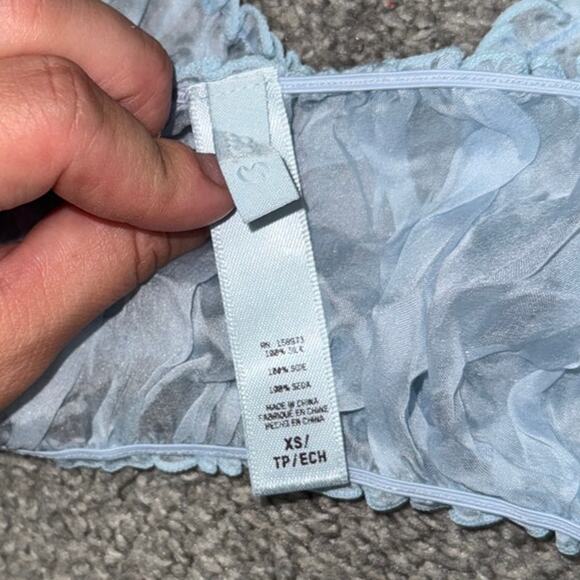 RN 158973
100% SILK
100% SOIE
100% SEDA
MADE IN CHINA
FABRIQUÉ EN CHINE
HECHO EN CHINA
XS/
TP/ECH